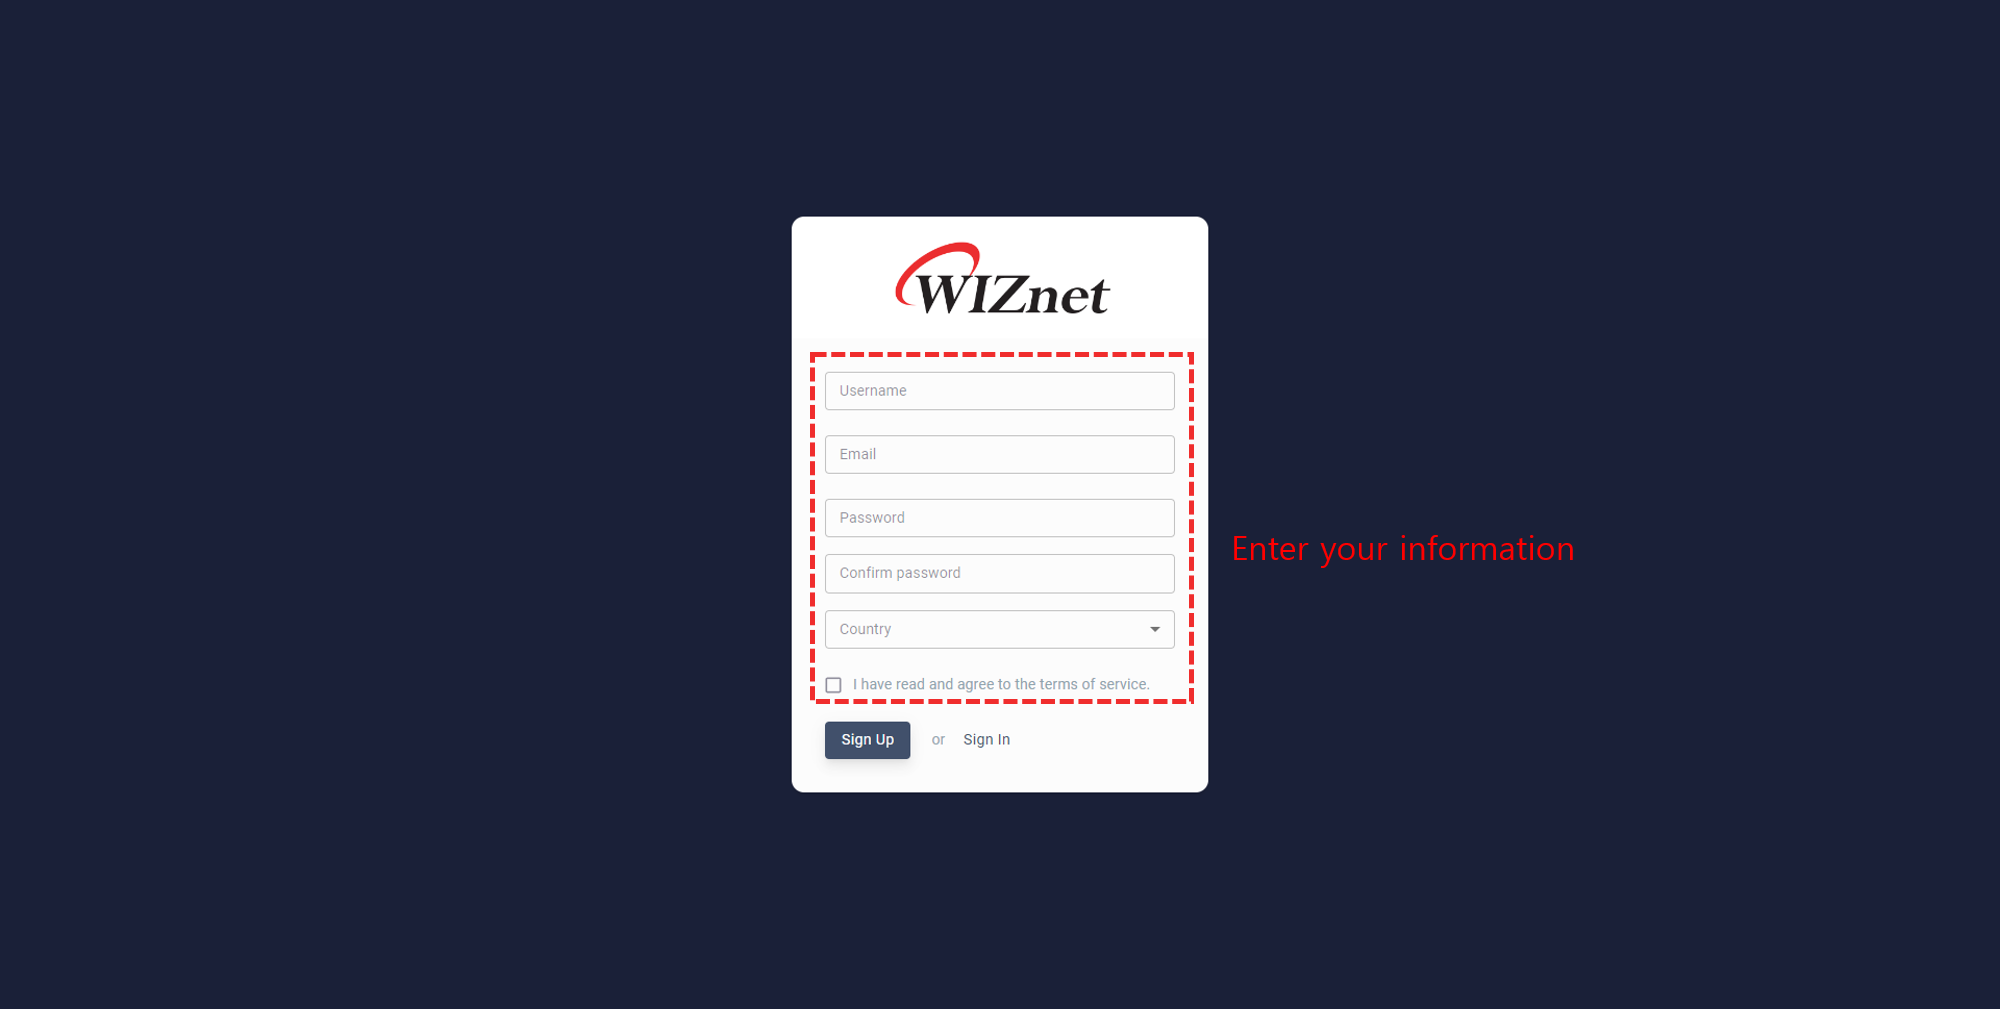 WIZnet
Username
Email
Password
Confirm password
Country
I have read and agree to the terms of service.
Sign Up or Sign In
Enter your information